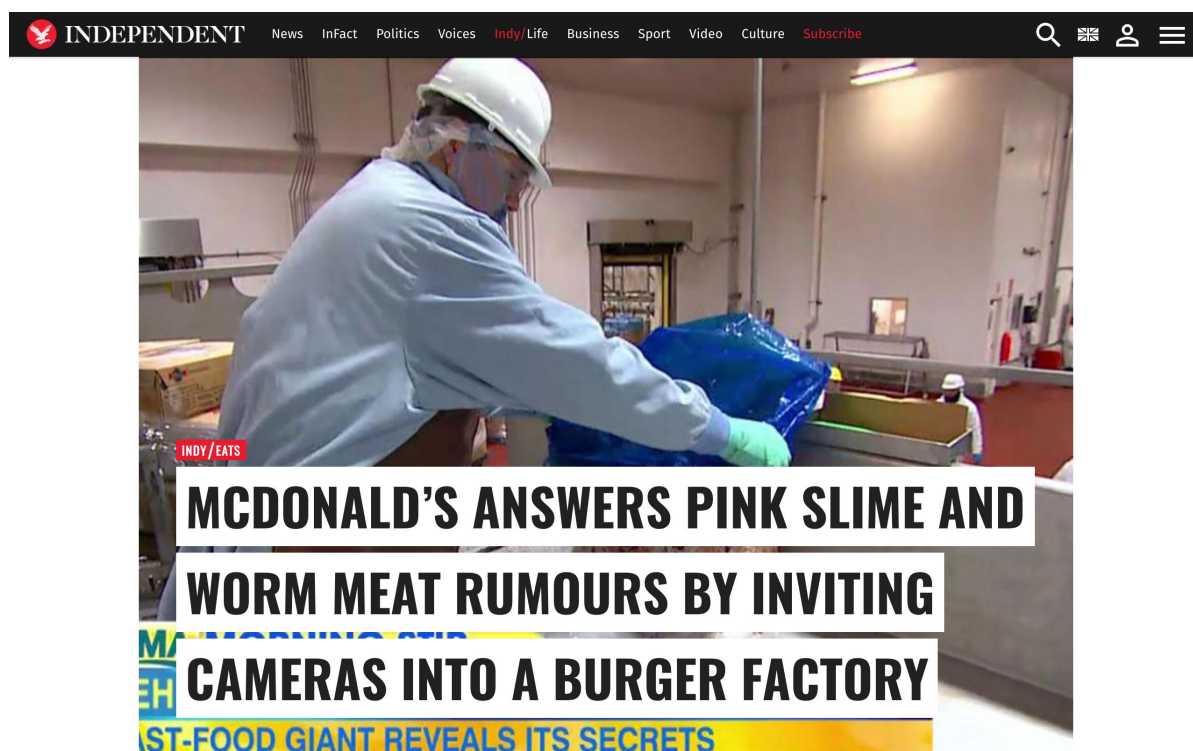 INDEPENDENT News InFact Politics Voices Indy/Life Business Sport Video Culture Subscribe
INDY/EATS
MCDONALD’S ANSWERS PINK SLIME AND
WORM MEAT RUMOURS BY INVITING
CAMERAS INTO A BURGER FACTORY
ST-FOOD GIANT REVEALS ITS SECRETS